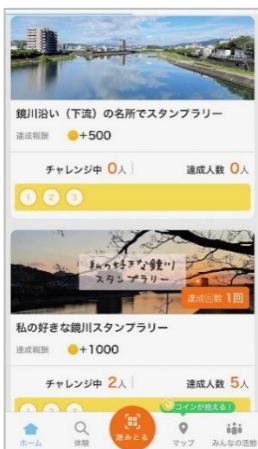 鏡川沿い（下流）の名所でスタンプラリー
達成報酬 +500
チャレンジ中 0人 達成人数 0人
1 2 3
私の好きな鏡川
スタンプラリー
達成回数 1回
私の好きな鏡川スタンプラリー
達成報酬 +1000
チャレンジ中 2人 達成人数 5人
1 2 3
コインが拾える！
ホーム 体験 読みとる マップ みんなの活動